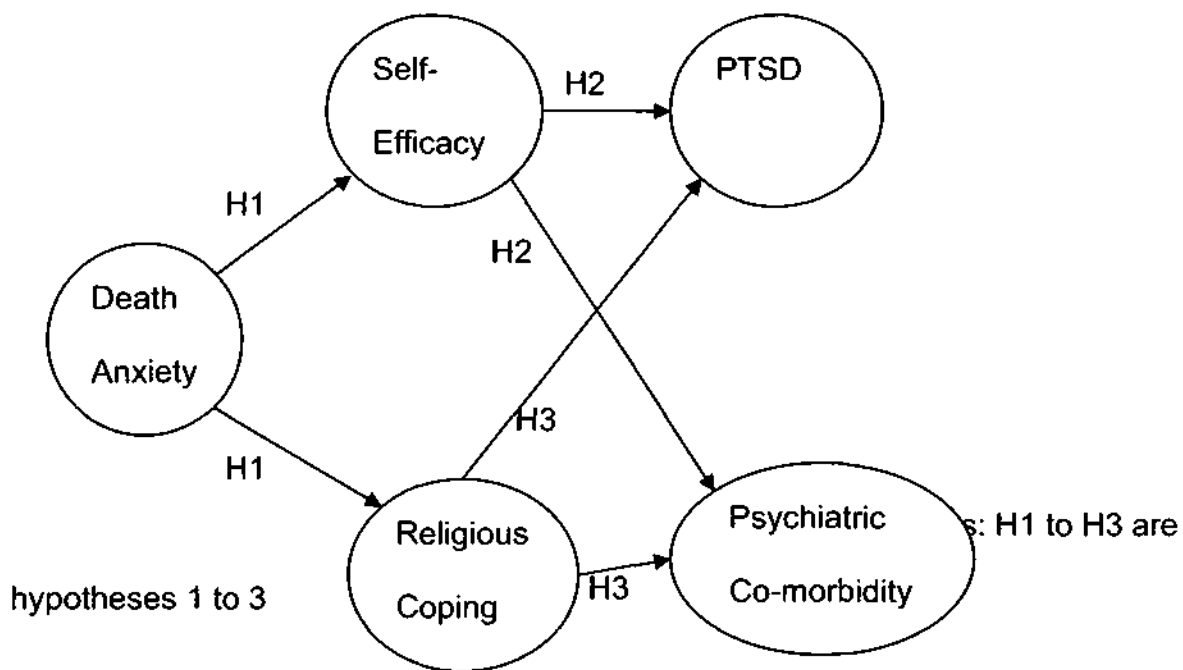 Self-
Efficacy
H2
PTSD
H1
H2
Death
Anxiety
H3
H1
Religious
Coping
H3
Psychiatric
Co-morbidity
s: H1 to H3 are
hypotheses 1 to 3